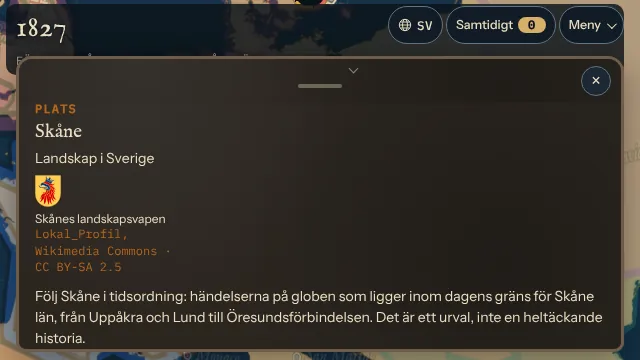 1827
SV
Samtidigt 0
Meny
PLATS
Skåne
Landskap i Sverige
Skånes landskapsvapen
Lokal_Profil,
Wikimedia Commons ·
CC BY-SA 2.5
Följ Skåne i tidsordning: händelserna på globen som ligger inom dagens gräns för Skåne
län, från Uppåkra och Lund till Öresundsförbindelsen. Det är ett urval, inte en heltäckande
historia.